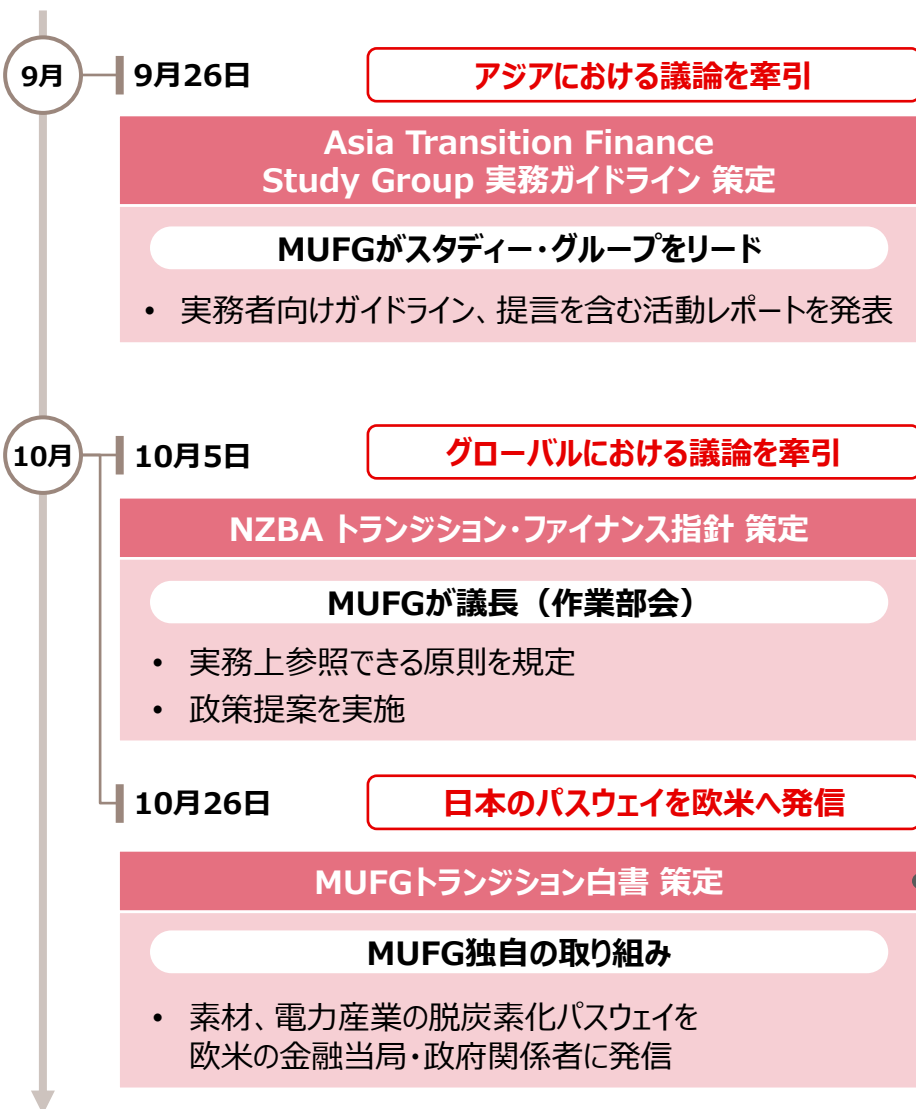 9月
9月26日
アジアにおける議論を牽引
Asia Transition Finance
Study Group 実務ガイドライン 策定
MUFGがスタディー・グループをリード
• 実務者向けガイドライン、提言を含む活動レポートを発表
10月
10月5日
グローバルにおける議論を牽引
NZBA トランジション・ファイナンス指針 策定
MUFGが議長（作業部会）
• 実務上参照できる原則を規定
• 政策提案を実施
10月26日
日本のパスウェイを欧米へ発信
MUFGトランジション白書 策定
MUFG独自の取り組み
• 素材、電力産業の脱炭素化パスウェイを
欧米の金融当局・政府関係者に発信